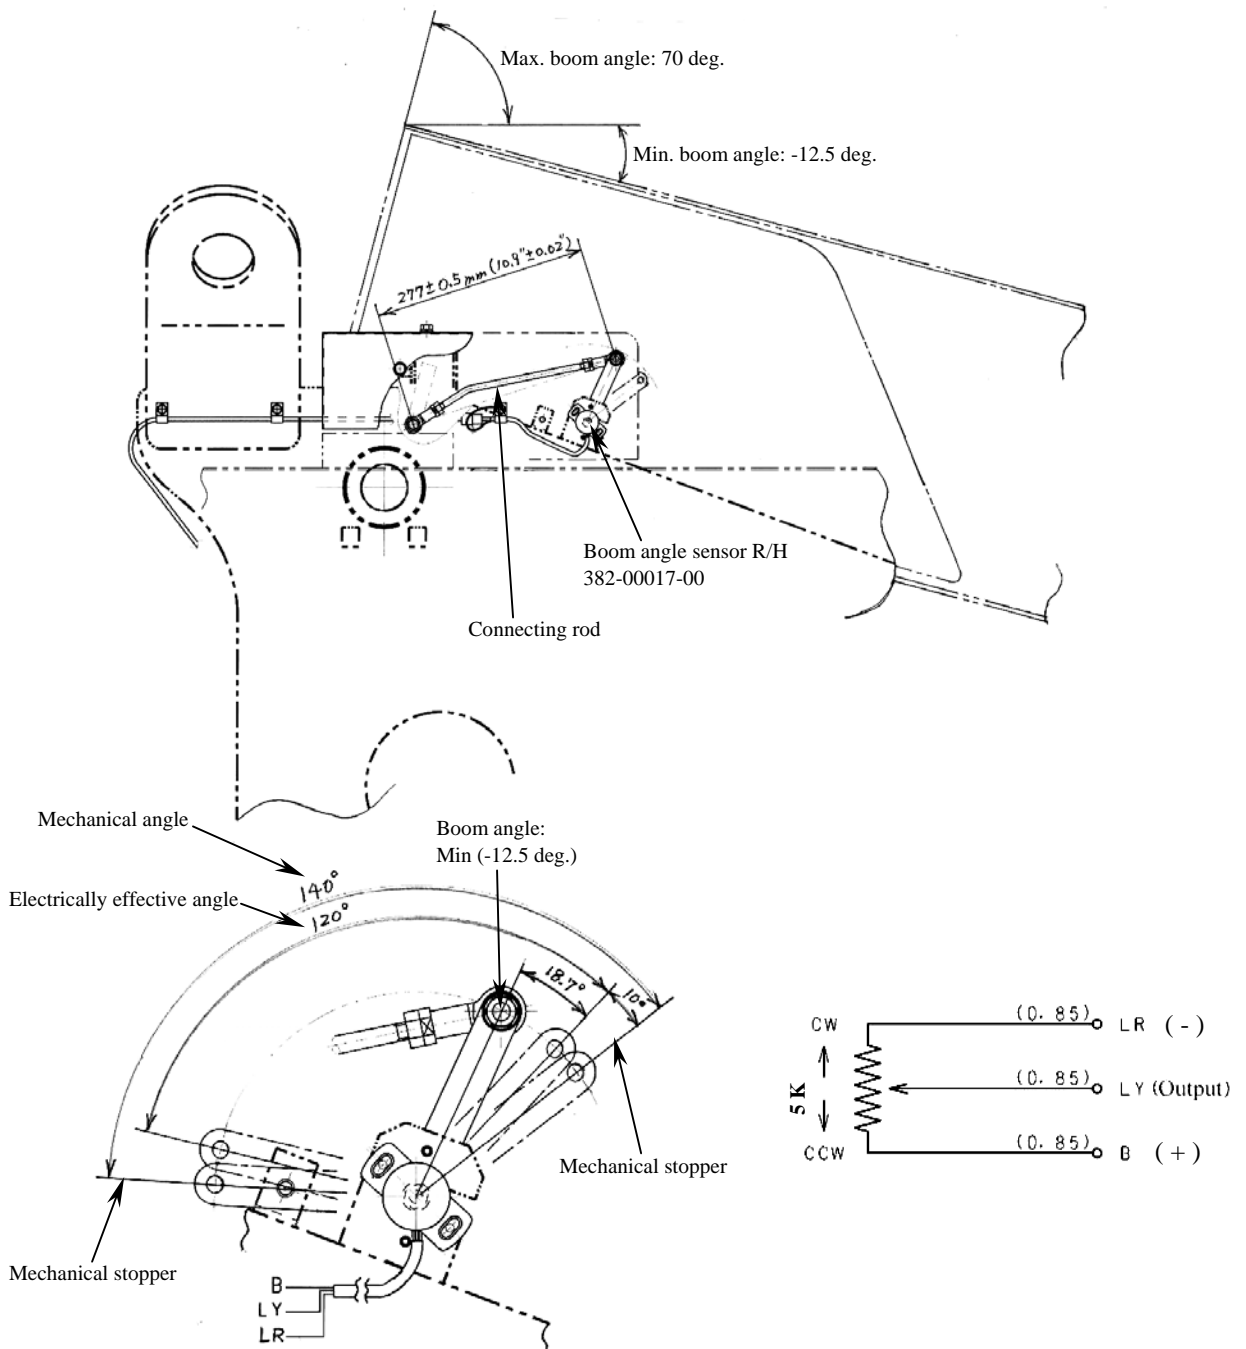 Max. boom angle: 70 deg.
Min. boom angle: -12.5 deg.
277±0.5mm (10.9"±0.02")
Boom angle sensor R/H
382-00017-00
Connecting rod
Mechanical angle
Boom angle:
Min (-12.5 deg.)
140°
Electrically effective angle
120°
18.7°
10°
Mechanical stopper
Mechanical stopper
B
LY
LR
CW
(0.85)
LR (-)
5 K
(0.85)
LY (Output)
CCW
(0.85)
B (+)